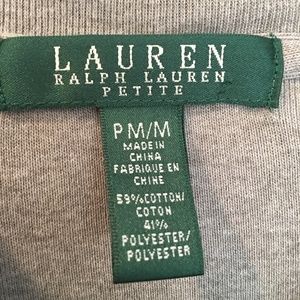 LAUREN
RALPH LAUREN
PETITE
PM/M
MADE IN
CHINA
FABRIQUE EN
CHINE
59%COTTON/
COTON
41%
POLYESTER/
POLYESTER